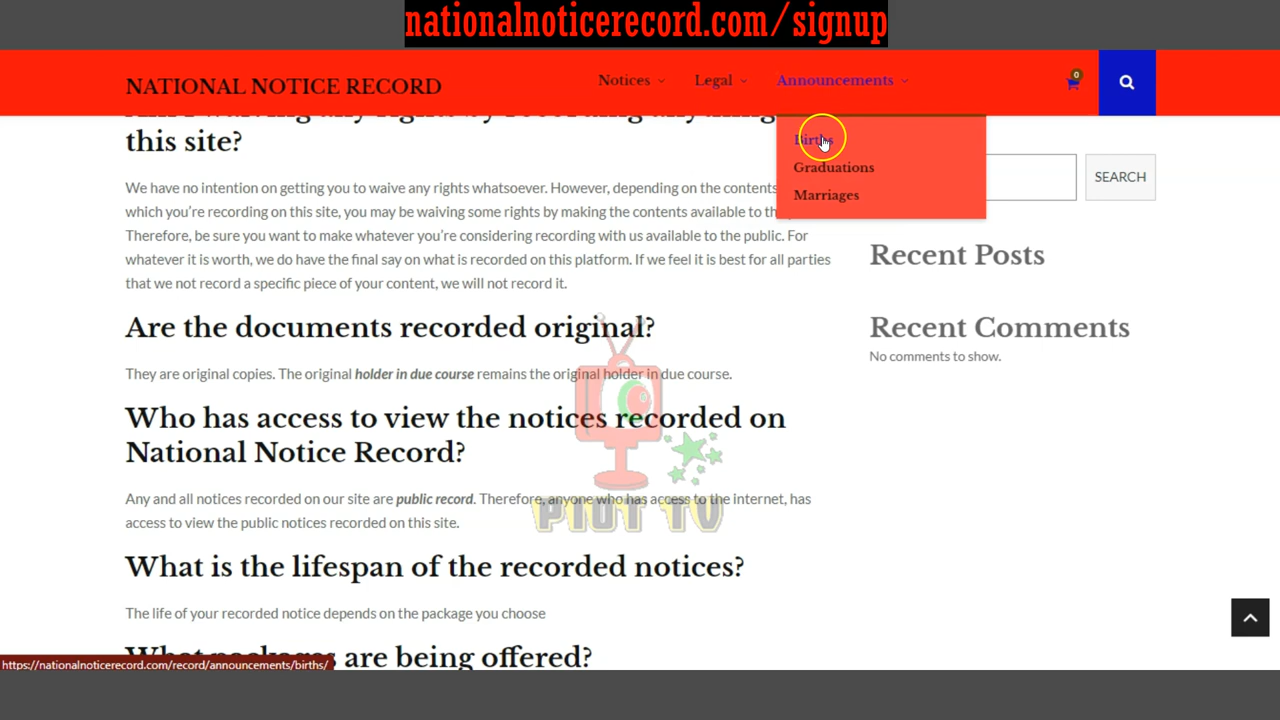 nationalnoticerecord.com/signup
NATIONAL NOTICE RECORD
Notices
Legal
Announcements
0
Births
Graduations
Marriages
this site?
We have no intention on getting you to waive any rights whatsoever. However, depending on the contents
which you're recording on this site, you may be waiving some rights by making the contents available to
Therefore, be sure you want to make whatever you're considering recording with us available to the public. For
whatever it is worth, we do have the final say on what is recorded on this platform. If we feel it is best for all parties
that we not record a specific piece of your content, we will not record it.
Are the documents recorded original?
They are original copies. The original holder in due course remains the original holder in due course.
Who has access to view the notices recorded on
National Notice Record?
Any and all notices recorded on our site are public record. Therefore, anyone who has access to the internet, has
access to view the public notices recorded on this site.
What is the lifespan of the recorded notices?
The life of your recorded notice depends on the package you choose
What packages are being offered?
SEARCH
Recent Posts
Recent Comments
No comments to show.
PIOT TV
https://nationalnoticerecord.com/record/announcements/births/